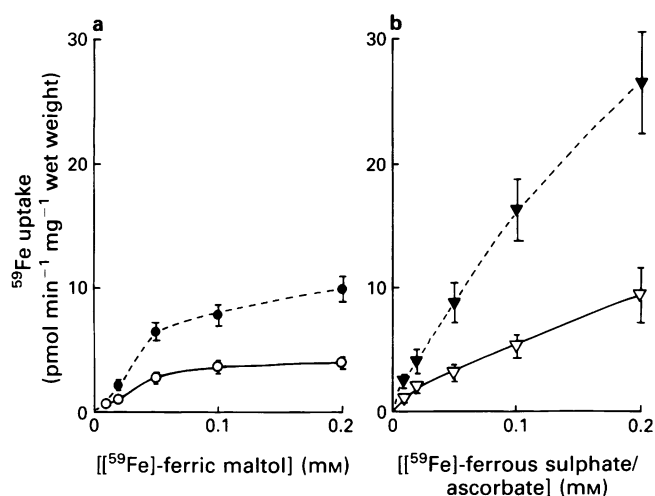 a
b
30
20
10
0
30
20
10
0
⁵⁹Fe uptake
(pmol min⁻¹ mg⁻¹ wet weight)
0
0.1
0.2
0
0.1
0.2
[[⁵⁹Fe]-ferric maltol] (mM)
[[⁵⁹Fe]-ferrous sulphate/
ascorbate] (mM)